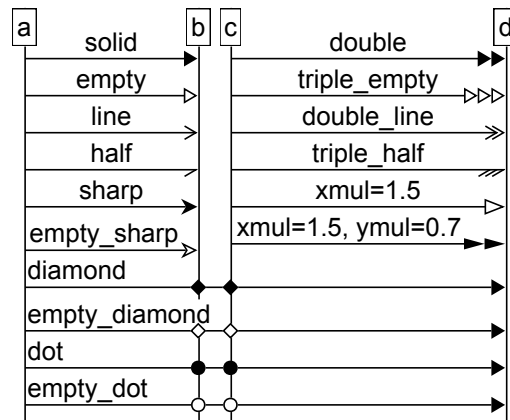 a b c d
solid double
empty triple_empty
line double_line
half triple_half
sharp xmul=1.5
empty_sharp xmul=1.5, ymul=0.7
diamond
empty_diamond
dot
empty_dot